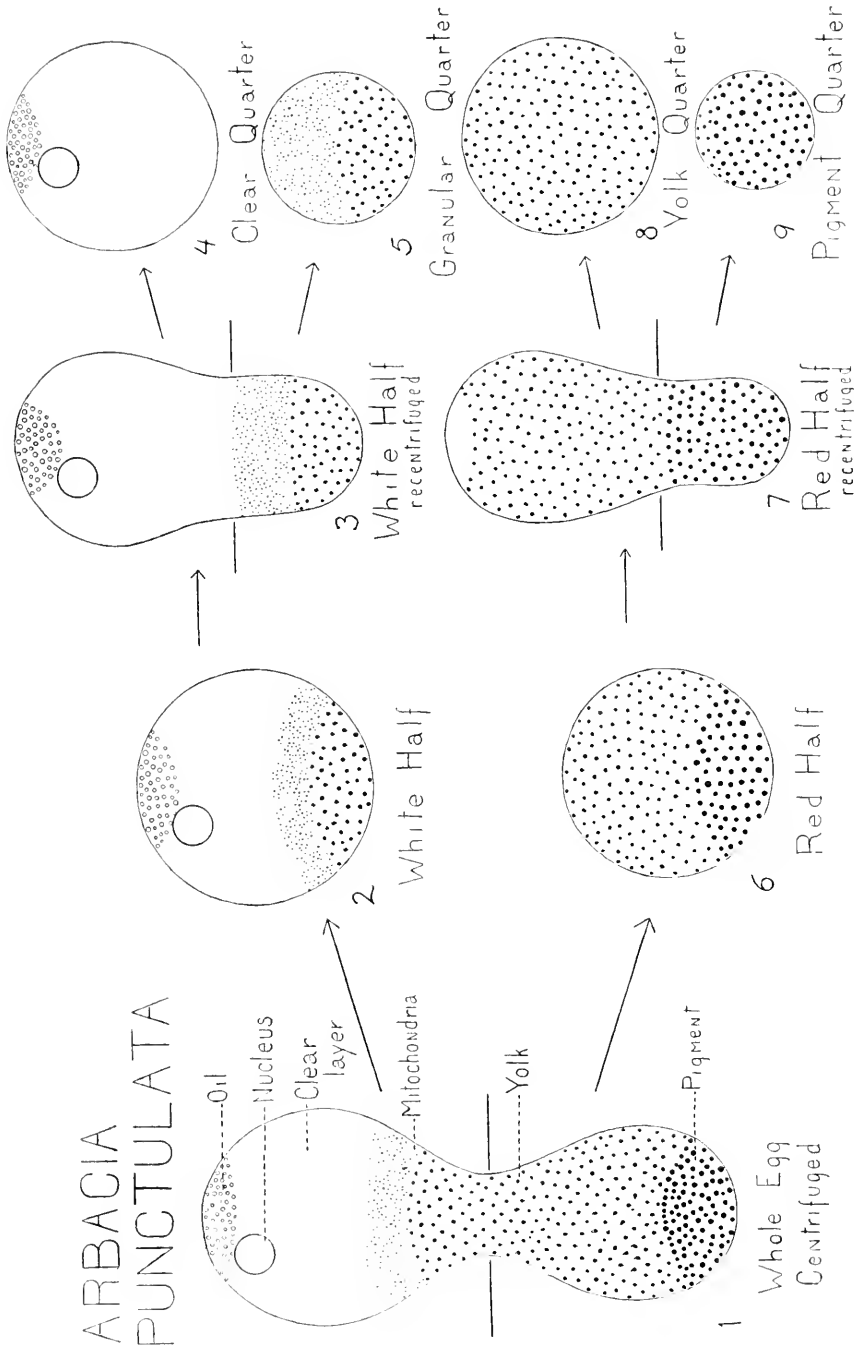 ARBACIA
PUNCTULATA
Oil
Nucleus
Clear
layer
Mitochondria
Yolk
Pigment
1
Whole Egg
Centrifuged
2
White Half
3
White Half
recentrifuged
4
Clear Quarter
5
Granular Quarter
6
Red Half
7
Red Half
recentrifuged
8
Yolk Quarter
9
Pigment Quarter